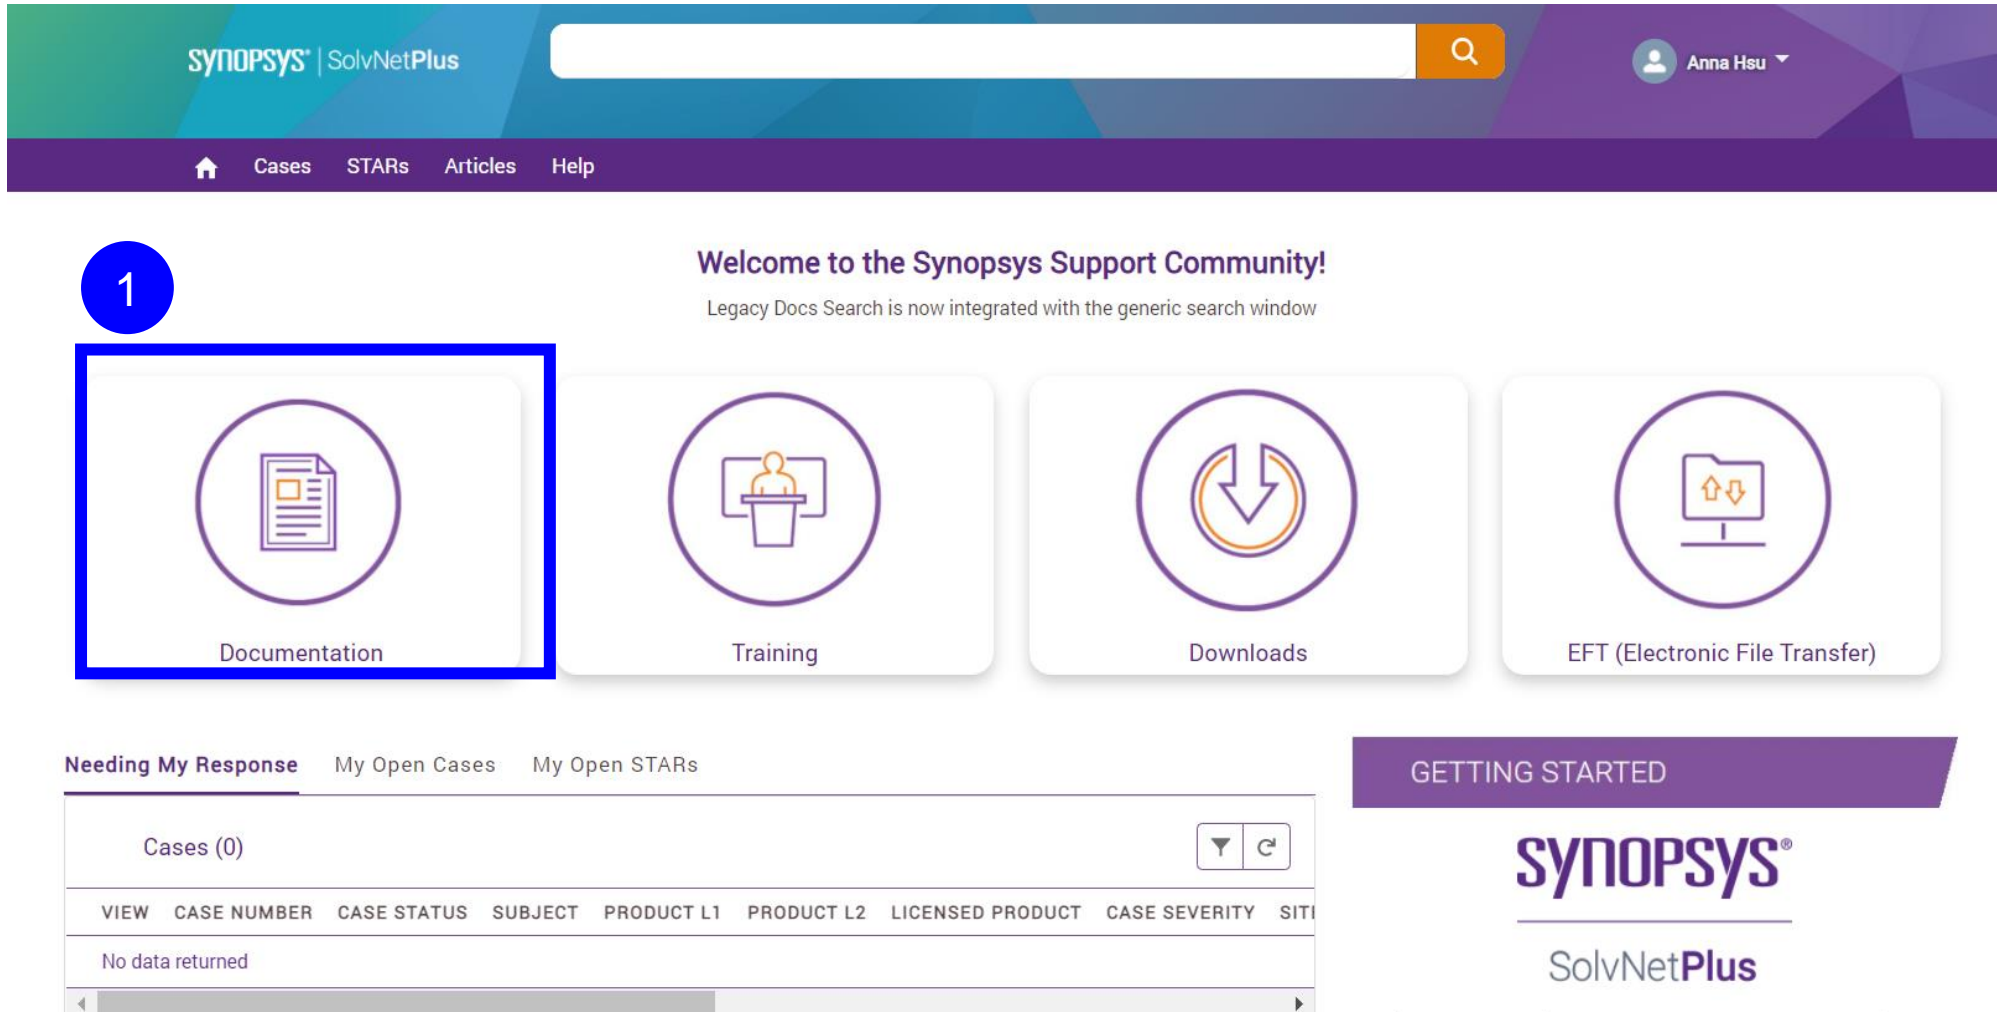 SYNOPSYS® | SolvNetPlus
Anna Hsu
Cases STARs Articles Help
1
Welcome to the Synopsys Support Community!
Legacy Docs Search is now integrated with the generic search window
Documentation
Training
Downloads
EFT (Electronic File Transfer)
Needing My Response My Open Cases My Open STARs
Cases (0)
VIEW CASE NUMBER CASE STATUS SUBJECT PRODUCT L1 PRODUCT L2 LICENSED PRODUCT CASE SEVERITY
No data returned
GETTING STARTED
SYNOPSYS®
SolvNetPlus